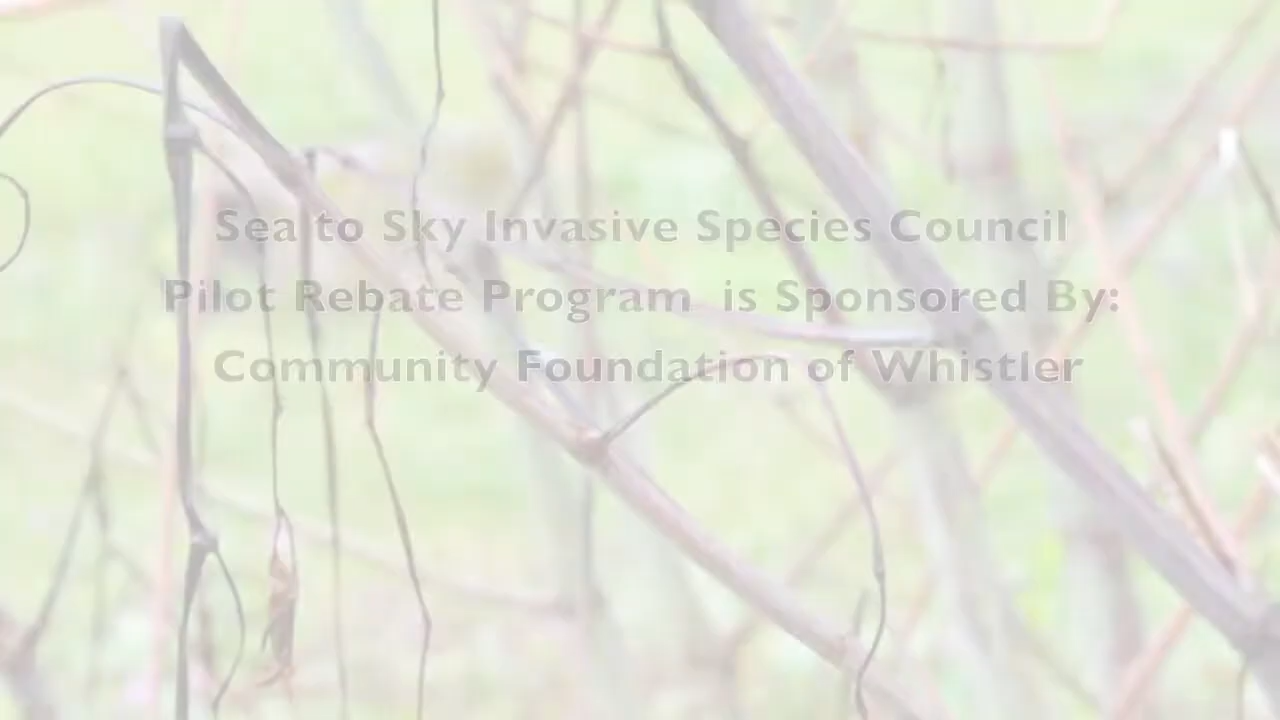 Sea to Sky Invasive Species Council
Pilot Rebate Program is Sponsored By:
Community Foundation of Whistler